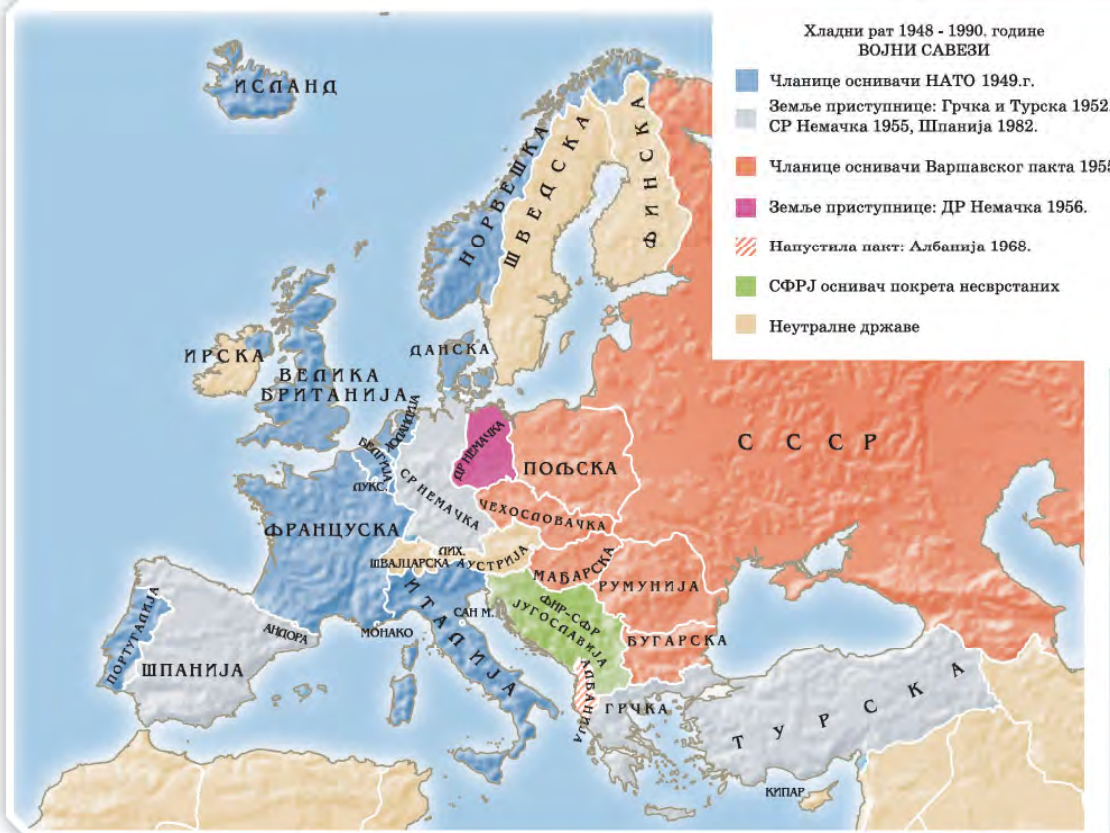 Хладни рат 1948 - 1990. године
ВОЈНИ САВЕЗИ
Чланице оснивачи НАТО 1949.г.
Земље приступнице: Грчка и Турска 1952.
СР Немачка 1955, Шпанија 1982.
Чланице оснивачи Варшавског пакта 1955
Земље приступнице: ДР Немачка 1956.
Напустила пакт: Албанија 1968.
СФРЈ оснивач покрета несврстаних
Неутралне државе
ИСЛАНД
НОРВЕШКА
ШВЕДСКА
ФИНСКА
ИРСКА
ВЕЛИКА
БРИТАНИЈА
ДАНСКА
ХОЛАНДИЈА
БЕЛГИЈА
ЛУКС.
СР НЕМАЧКА
ДР НЕМАЧКА
ПОЉСКА
СССР
ЧЕХОСЛОВАЧКА
ФРАНЦУСКА
ЛИХ.
ШВАЈЦАРСКА
АУСТРИЈА
МАЂАРСКА
РУМУНИЈА
ИТАЛИЈА
САН М.
МОНАКО
АНДОРА
ПОРТУГАЛИЈА
ШПАНИЈА
ФНР-СФР
ЈУГОСЛАВИЈА
БУГАРСКА
АЛБАНИЈА
ГРЧКА
ТУРСКА
КИПАР